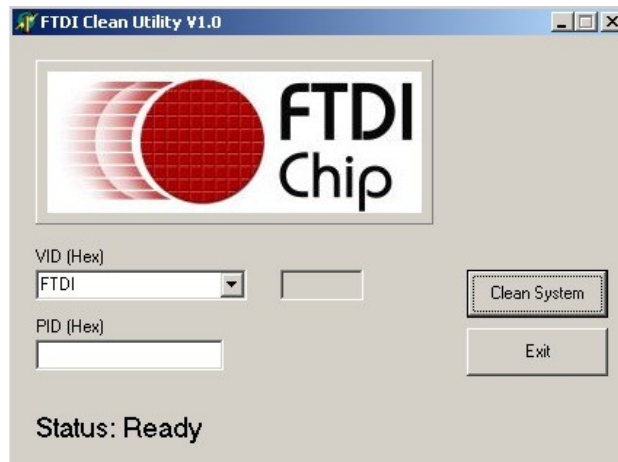 FTDI Clean Utility V1.0
FTDI
Chip
VID (Hex)
FTDI
Clean System
PID (Hex)
Exit
Status: Ready